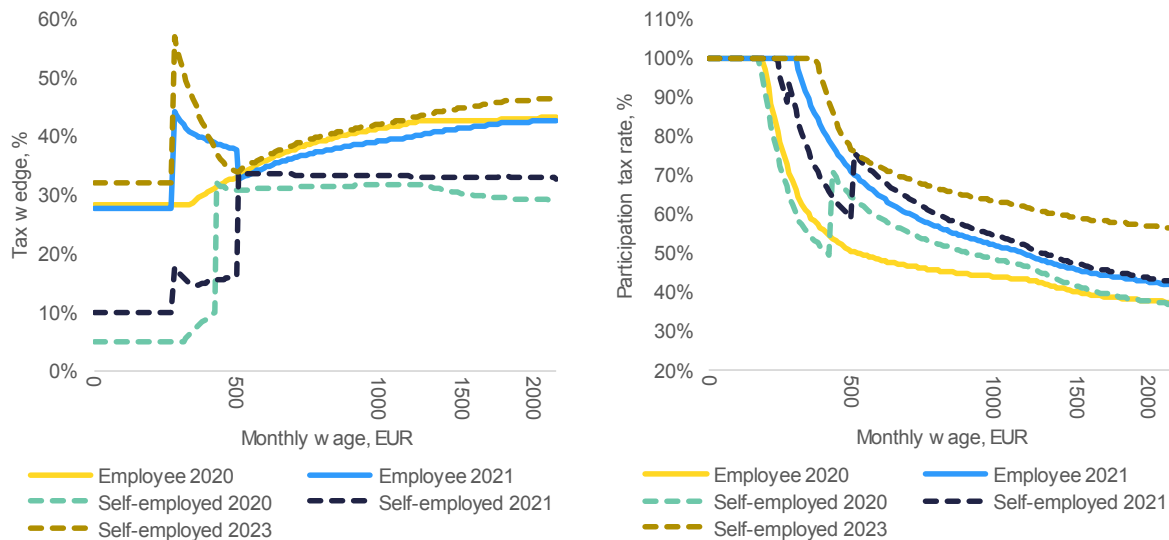 60%
50%
40%
30%
20%
10%
0%
Tax w edge, %
0
500
1000
1500
2000
Monthly w age, EUR
Employee 2020
Employee 2021
Self-employed 2020
Self-employed 2021
Self-employed 2023
110%
100%
90%
80%
70%
60%
50%
40%
30%
20%
Participation tax rate, %
0
500
1000
1500
2000
Monthly w age, EUR
Employee 2020
Employee 2021
Self-employed 2020
Self-employed 2021
Self-employed 2023